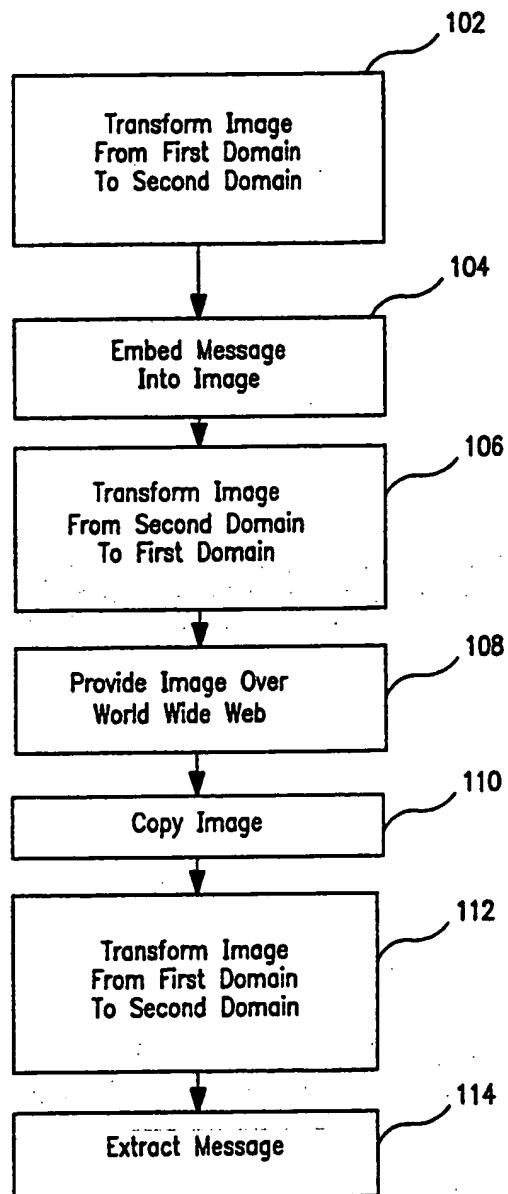 102
Transform Image
From First Domain
To Second Domain
104
Embed Message
Into Image
106
Transform Image
From Second Domain
To First Domain
108
Provide Image Over
World Wide Web
110
Copy Image
112
Transform Image
From First Domain
To Second Domain
114
Extract Message